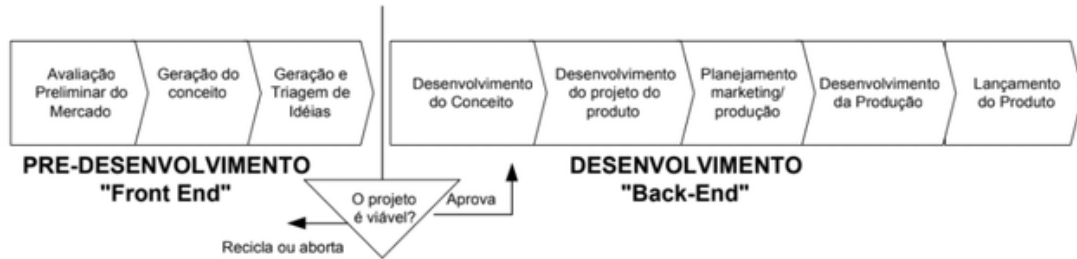 Avaliação
Preliminar do
Mercado
Geração do
conceito
Geração e
Triagem de
Idéias
Desenvolvimento
do Conceito
Desenvolvimento
do projeto do
produto
Planejamento
marketing/
produção
Desenvolvimento
da Produção
Lançamento
do Produto
PRE-DESENVOLVIMENTO
"Front End"
DESENVOLVIMENTO
"Back-End"
O projeto
é viável?
Aprova
Recicla ou aborta